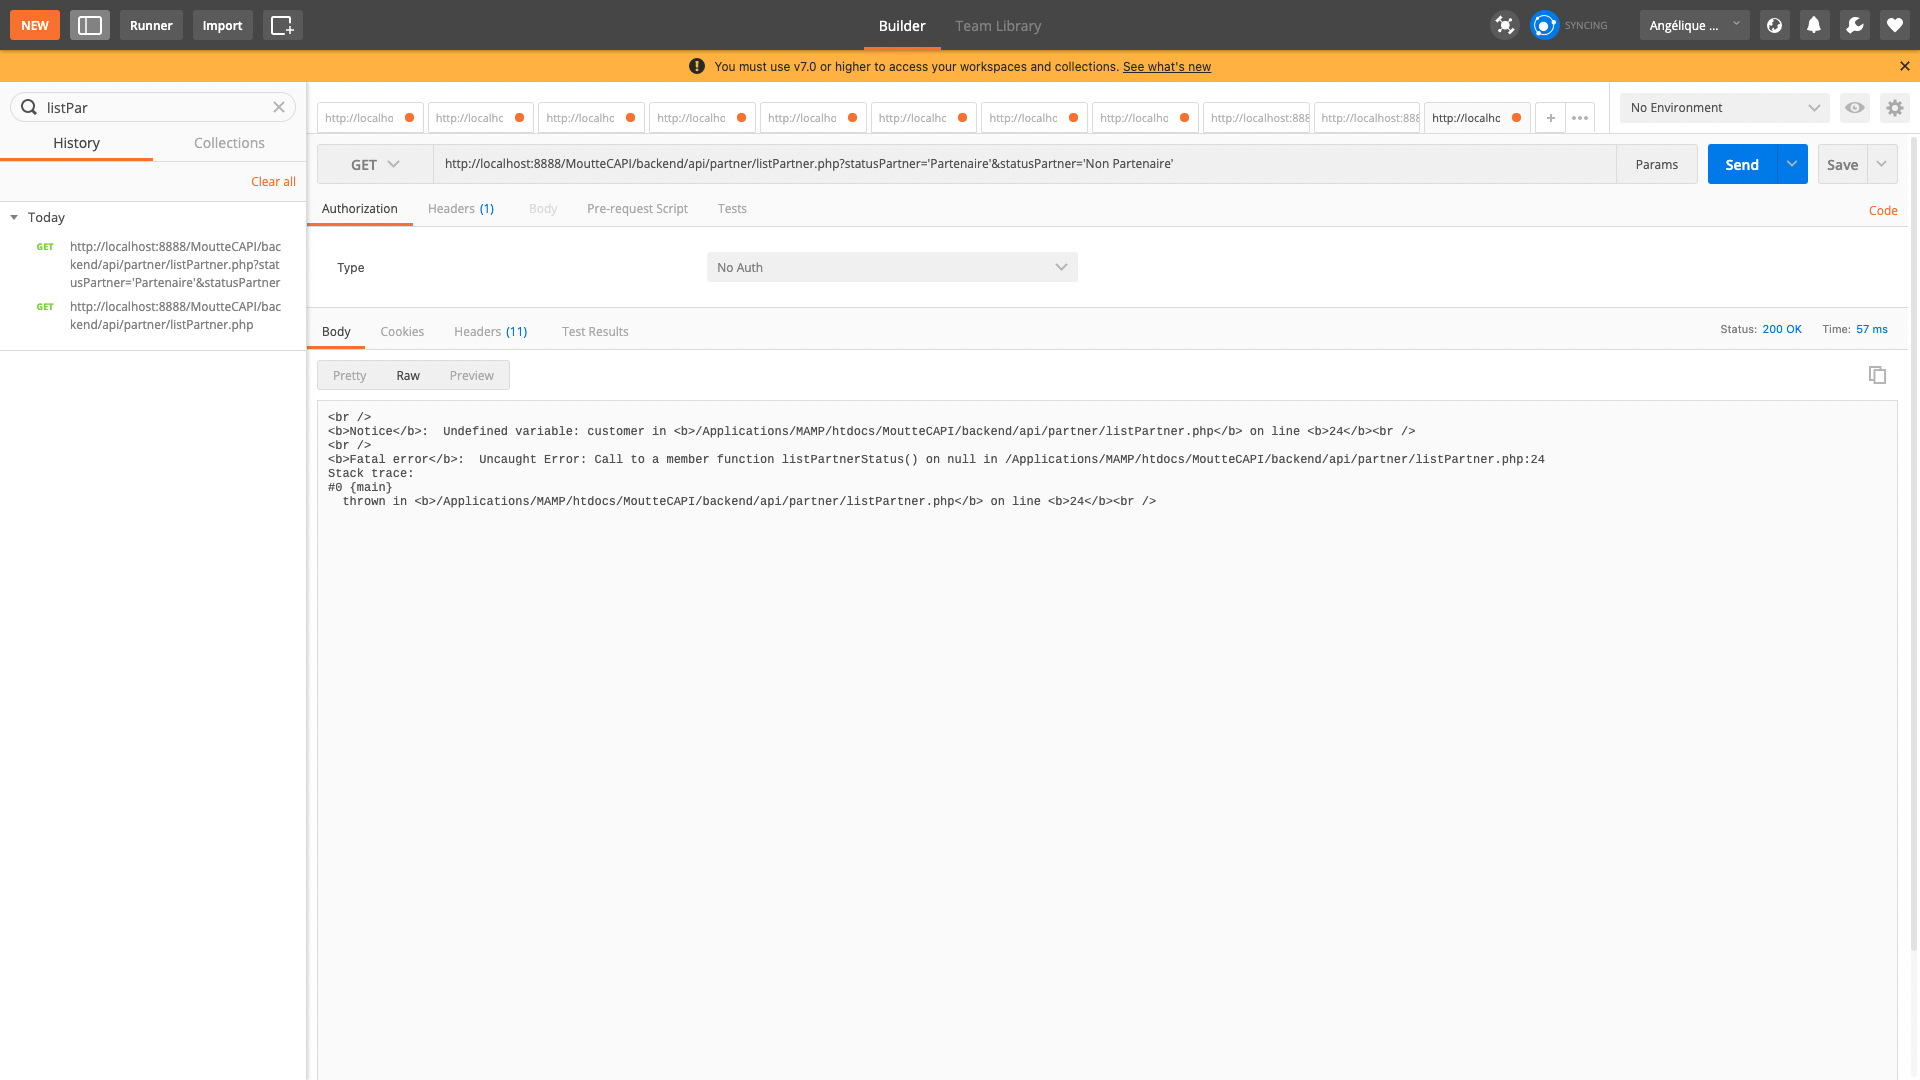 NEW
Runner
Import
Builder
Team Library
SYNCING
Angélique ...
You must use v7.0 or higher to access your workspaces and collections. See what's new
listPar
History
Collections
Clear all
Today
GET
http://localhost:8888/MoutteCAPI/bac
kend/api/partner/listPartner.php?stat
usPartner='Partenaire'&statusPartner
GET
http://localhost:8888/MoutteCAPI/bac
kend/api/partner/listPartner.php
http://localho
http://localhc
http://localhc
http://localho
http://localho
http://localhc
http://localhc
http://localho
http://localhost:888
http://localhost:888
http://localhc
No Environment
GET
http://localhost:8888/MoutteCAPI/backend/api/partner/listPartner.php?statusPartner='Partenaire'&statusPartner='Non Partenaire'
Params
Send
Save
Authorization
Headers (1)
Body
Pre-request Script
Tests
Code
Type
No Auth
Body
Cookies
Headers (11)
Test Results
Status: 200 OK
Time: 57 ms
Pretty
Raw
Preview
<br />
<b>Notice</b>:  Undefined variable: customer in <b>/Applications/MAMP/htdocs/MoutteCAPI/backend/api/partner/listPartner.php</b> on line <b>24</b><br />
<br />
<b>Fatal error</b>:  Uncaught Error: Call to a member function listPartnerStatus() on null in /Applications/MAMP/htdocs/MoutteCAPI/backend/api/partner/listPartner.php:24
Stack trace:
#0 {main}
  thrown in <b>/Applications/MAMP/htdocs/MoutteCAPI/backend/api/partner/listPartner.php</b> on line <b>24</b><br />